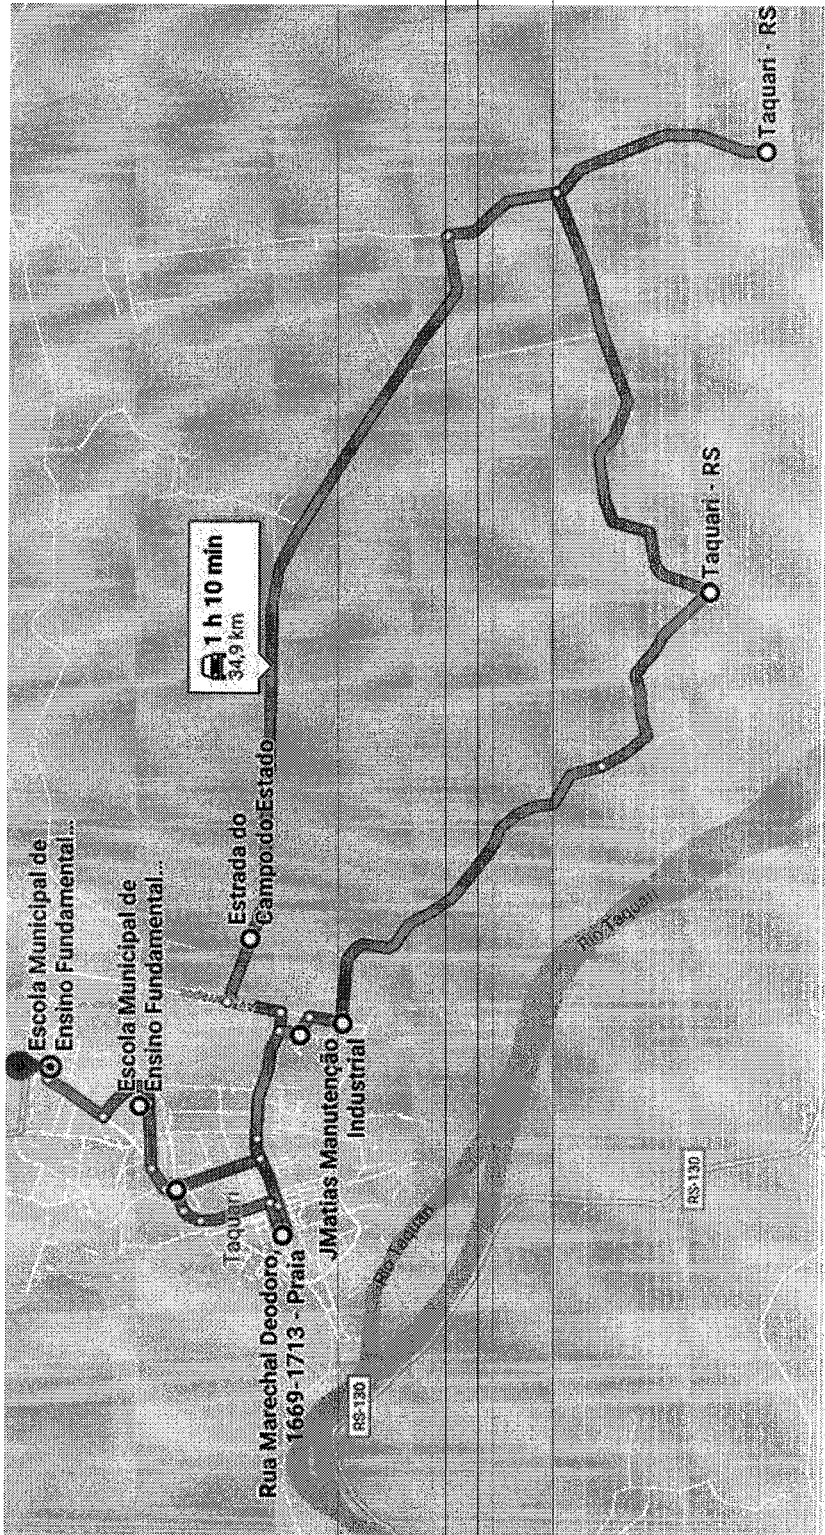 Escola Municipal de
Ensino Fundamental...
Escola Municipal de
Ensino Fundamental...
Estrada do
Campo do Estado
1 h 10 min
34,9 km
Taquari - RS
Taquari - RS
Taquari
Rua Marechal Deodoro,
1669-1713 - Praia
JMatias Manutenção
Industrial
Rio Taquari
Rio Taquari
RS-130
RS-130